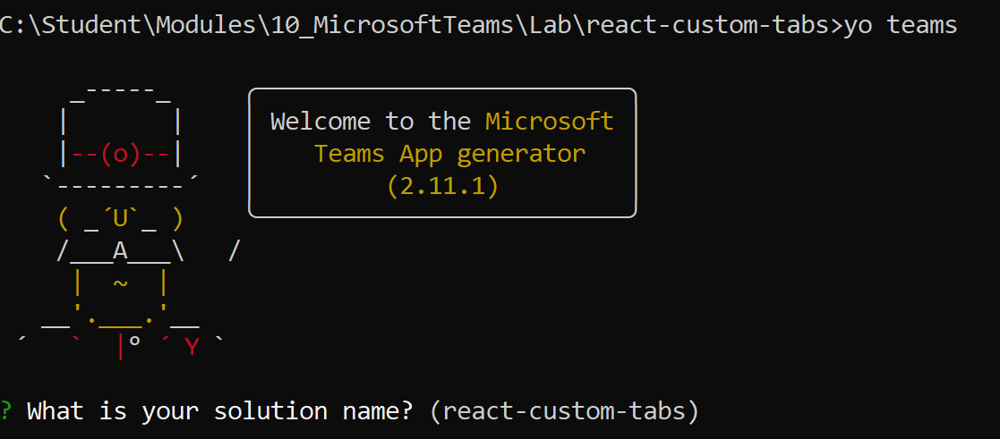 C:\Student\Modules\10_MicrosoftTeams\Lab\react-custom-tabs>yo teams
     _-----_
    |       |
    |--(o)--|
   `---------´
    ( _´U`_ )
    /___A___\   /
     |  ~  |
   __'.___.'__
 ´   `  |° ´ Y `
Welcome to the Microsoft
Teams App generator
(2.11.1)
? What is your solution name? (react-custom-tabs)